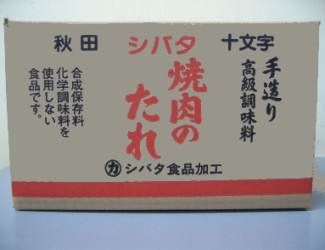 秋田 シバタ 十文字
手造り
高級調味料
焼肉の
たれ
合成保存料
化学調味料を
使用しない
食品です。
カ シバタ食品加工